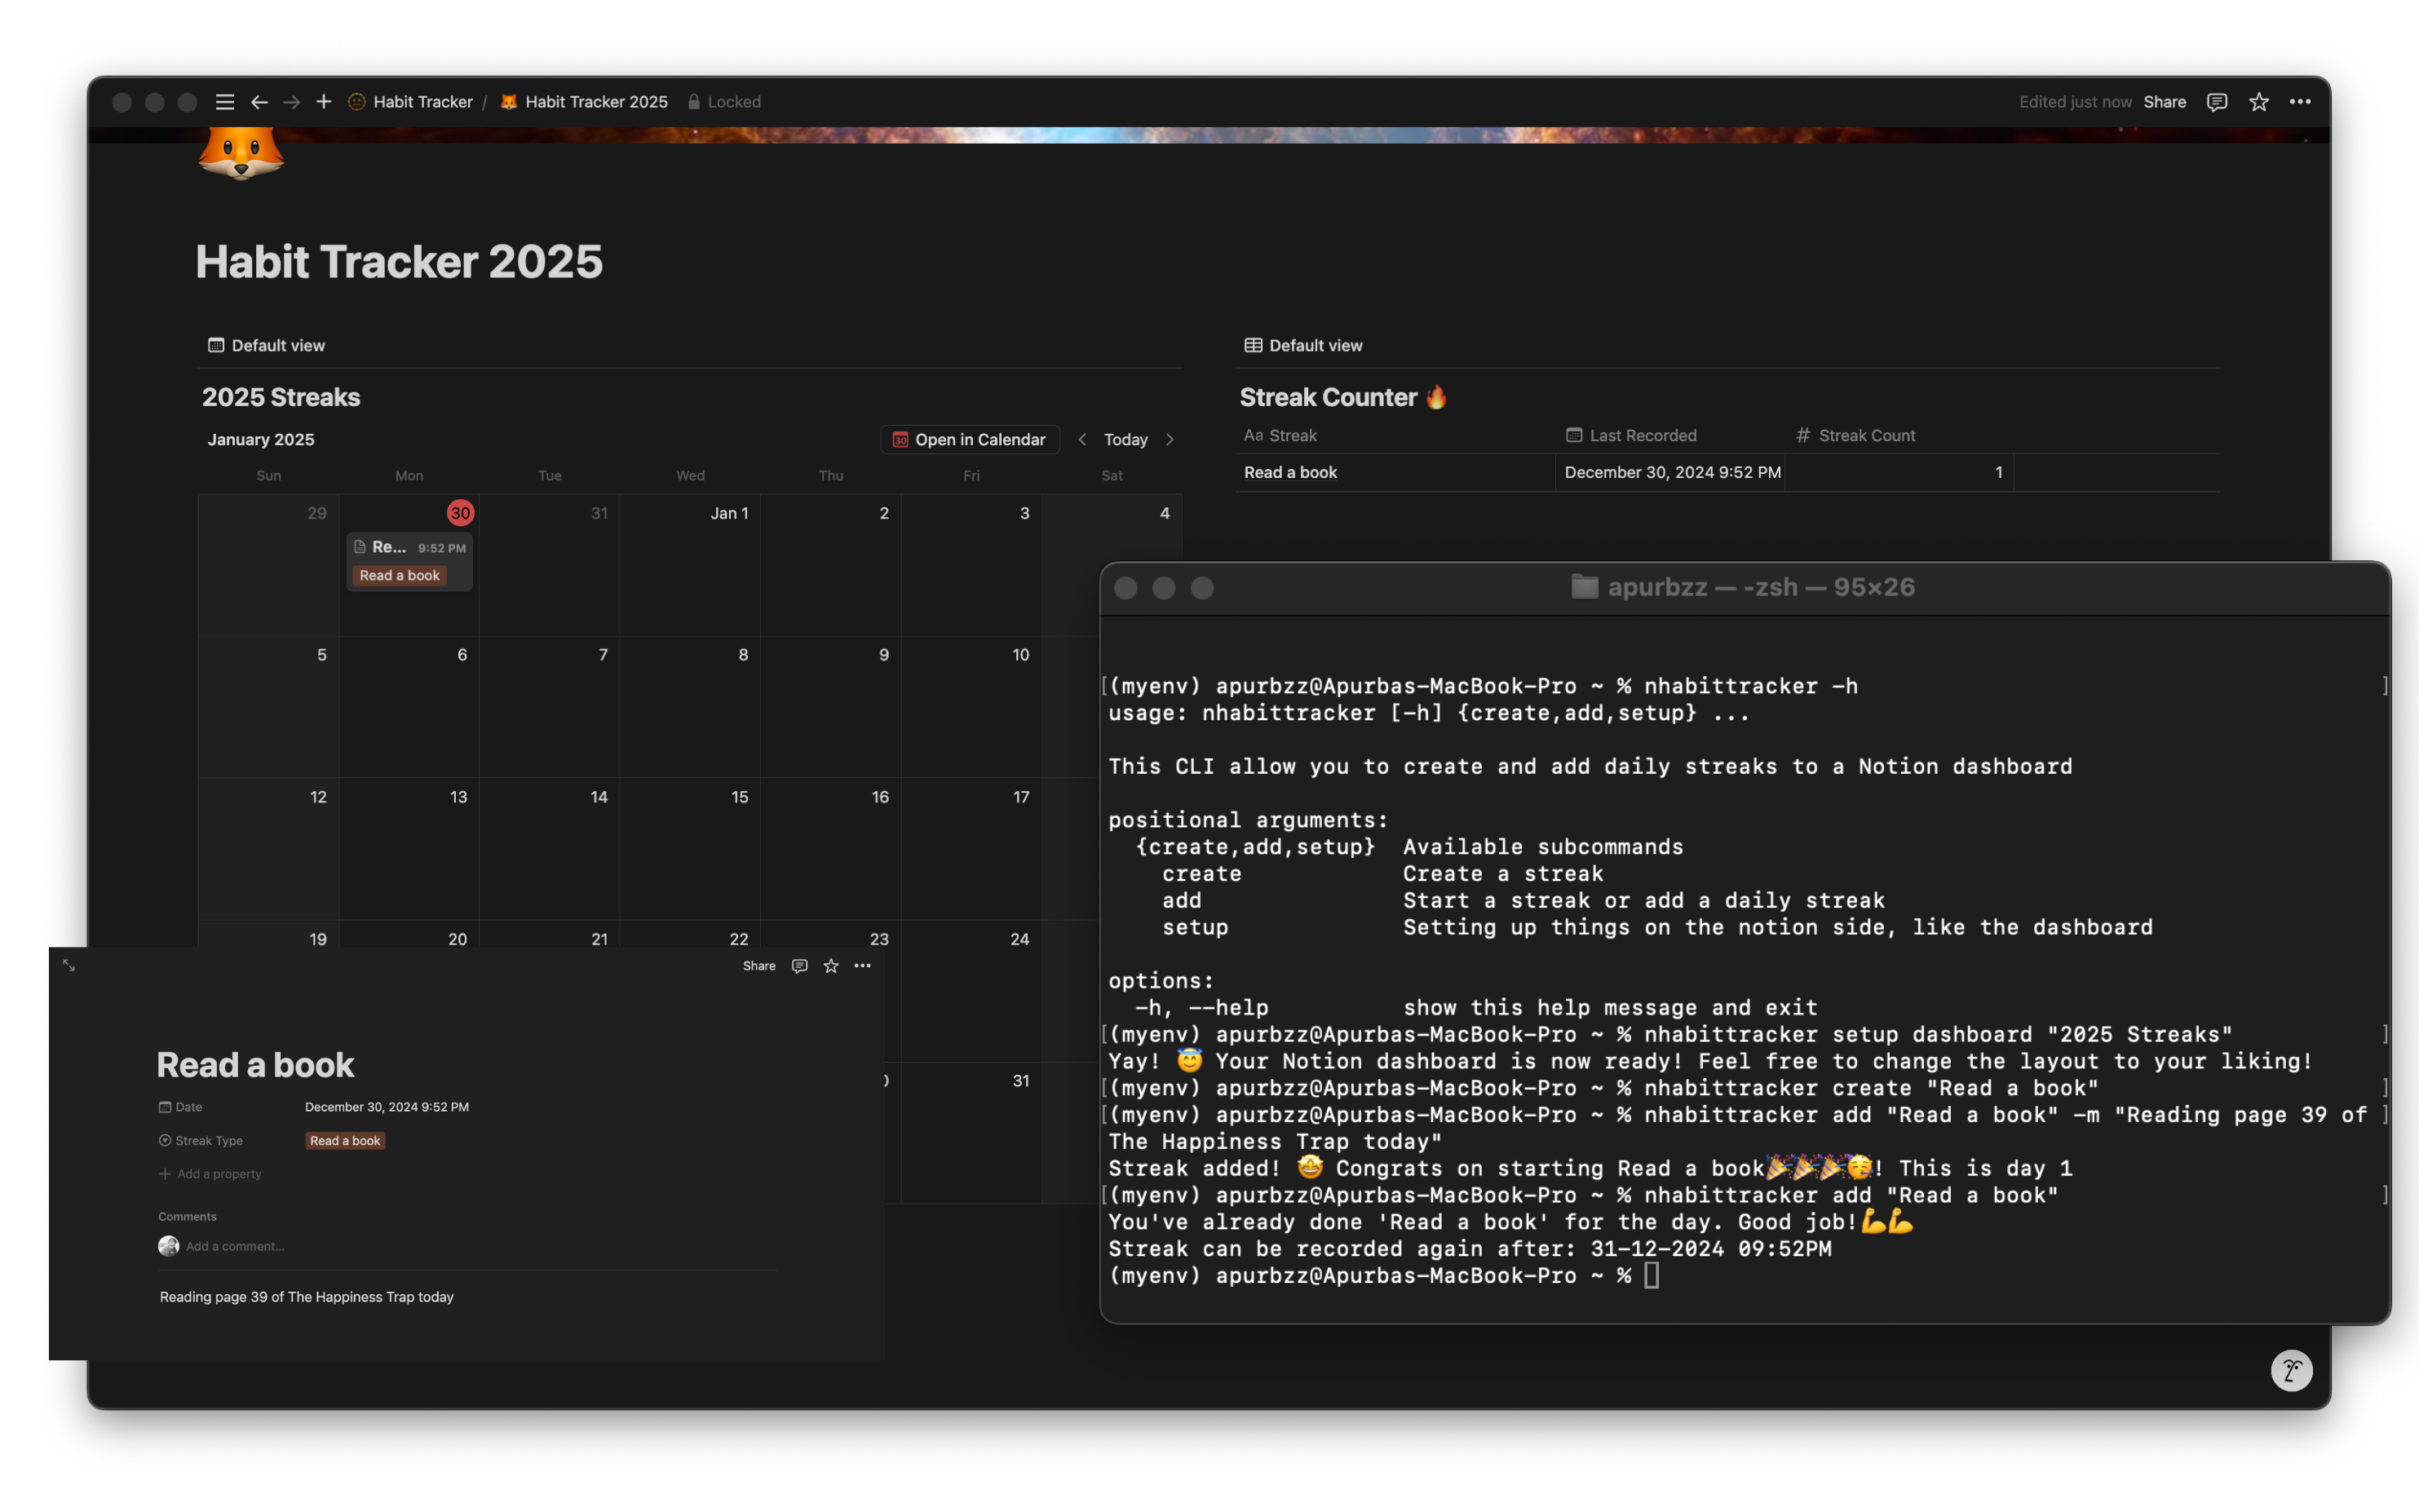 Habit Tracker / 🦊 Habit Tracker 2025 Locked
Edited just now Share
Habit Tracker 2025
Default view
2025 Streaks
January 2025
30 Open in Calendar Today
Sun Mon Tue Wed Thu Fri Sat
29 30 31 Jan 1 2 3 4
Re... 9:52 PM
Read a book
5 6 7 8 9 10
12 13 14 15 16 17
19 20 21 22 23 24
31
Default view
Streak Counter 🔥
Aa Streak Last Recorded # Streak Count
Read a book December 30, 2024 9:52 PM 1
Share
Read a book
Date December 30, 2024 9:52 PM
Streak Type Read a book
+ Add a property
Comments
Add a comment...
Reading page 39 of The Happiness Trap today
apurbzz — -zsh — 95×26
[(myenv) apurbzz@Apurbas-MacBook-Pro ~ % nhabittracker -h ]
usage: nhabittracker [-h] {create,add,setup} ...
This CLI allow you to create and add daily streaks to a Notion dashboard
positional arguments:
{create,add,setup} Available subcommands
create Create a streak
add Start a streak or add a daily streak
setup Setting up things on the notion side, like the dashboard
options:
-h, --help show this help message and exit
[(myenv) apurbzz@Apurbas-MacBook-Pro ~ % nhabittracker setup dashboard "2025 Streaks" ]
Yay! 😇 Your Notion dashboard is now ready! Feel free to change the layout to your liking!
[(myenv) apurbzz@Apurbas-MacBook-Pro ~ % nhabittracker create "Read a book" ]
[(myenv) apurbzz@Apurbas-MacBook-Pro ~ % nhabittracker add "Read a book" -m "Reading page 39 of ]
The Happiness Trap today"
Streak added! 🤩 Congrats on starting Read a book🎉🎉🎉🥳! This is day 1
[(myenv) apurbzz@Apurbas-MacBook-Pro ~ % nhabittracker add "Read a book" ]
You've already done 'Read a book' for the day. Good job!💪💪
Streak can be recorded again after: 31-12-2024 09:52PM
(myenv) apurbzz@Apurbas-MacBook-Pro ~ %